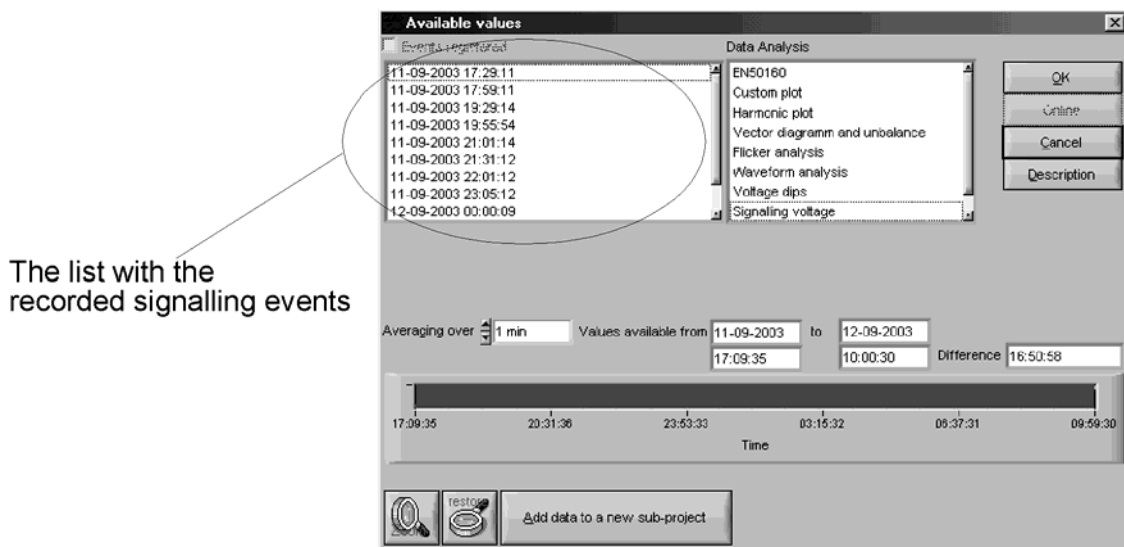 Available values
Events registered
Data Analysis
11-09-2003 17:29:11
11-09-2003 17:59:11
11-09-2003 19:29:14
11-09-2003 19:55:54
11-09-2003 21:01:14
11-09-2003 21:31:12
11-09-2003 22:01:12
11-09-2003 23:05:12
12-09-2003 00:00:09
EN50160
Custom plot
Harmonic plot
Vector diagramm and unbalance
Flicker analysis
Waveform analysis
Voltage dips
Signalling voltage
OK
Online
Cancel
Description
The list with the
recorded signalling events
Averaging over 1 min Values available from 11-09-2003 to 12-09-2003
17:09:35 10:00:30 Difference 16:50:58
17:09:35 20:31:36 23:53:33 03:15:32 06:37:31 09:59:30
Time
Zoom
restore
Add data to a new sub-project